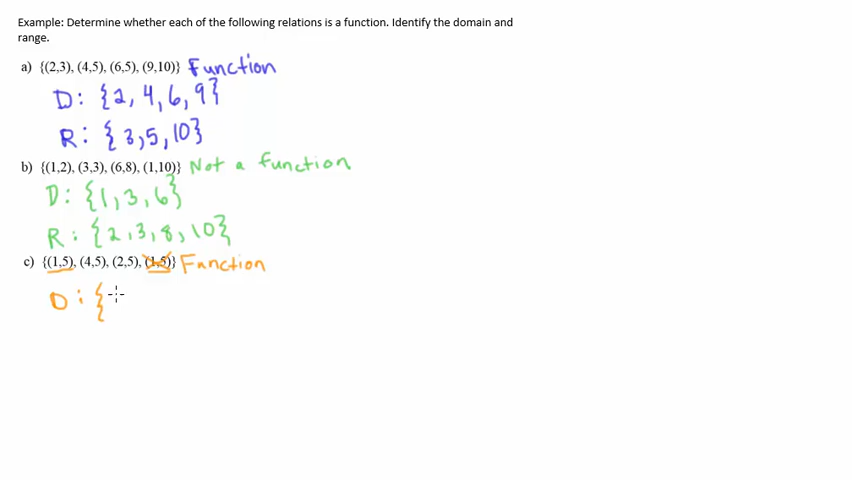 Example: Determine whether each of the following relations is a function. Identify the domain and
range.
a) {(2,3), (4,5), (6,5), (9,10)} Function
D: {2, 4, 6, 9}
R: {3, 5, 10}
b) {(1,2), (3,3), (6,8), (1,10)} Not a function
D: {1, 3, 6}
R: {2, 3, 8, 10}
c) {(1,5), (4,5), (2,5), (1,5)} Function
D: {